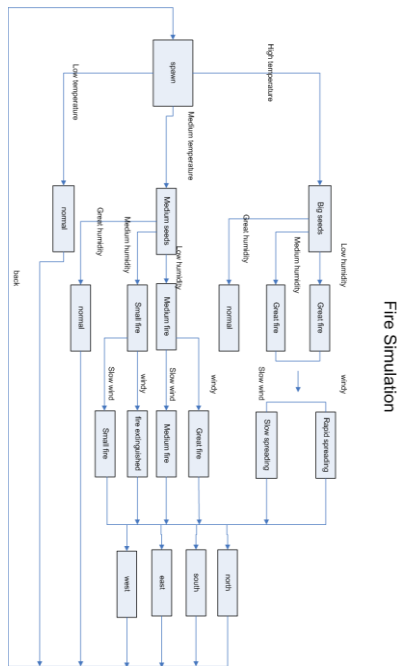 Fire Simulation
spawn
Low temperature
Medium temperature
High temperature
normal
Medium seeds
Big seeds
Great humidity
Medium humidity
Low humidity
Great humidity
Medium humidity
Low humidity
normal
Small fire
Medium fire
normal
Great fire
Great fire
Slow wind
windy
Slow wind
windy
Slow wind
windy
Small fire
fire extinguished
Medium fire
Great fire
Slow spreading
Rapid spreading
west
east
south
north
back